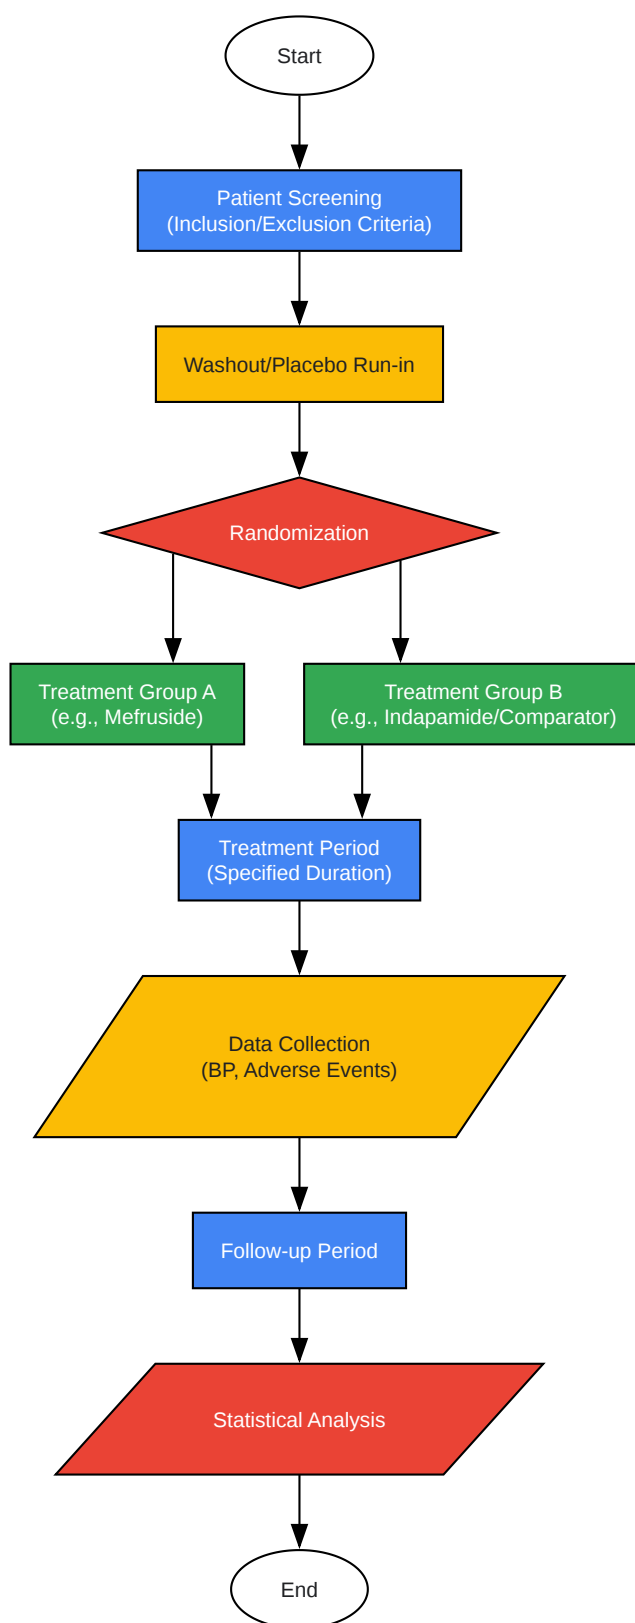 Start
Patient Screening
(Inclusion/Exclusion Criteria)
Washout/Placebo Run-in
Randomization
Treatment Group A
(e.g., Mefruside)
Treatment Group B
(e.g., Indapamide/Comparator)
Treatment Period
(Specified Duration)
Data Collection
(BP, Adverse Events)
Follow-up Period
Statistical Analysis
End